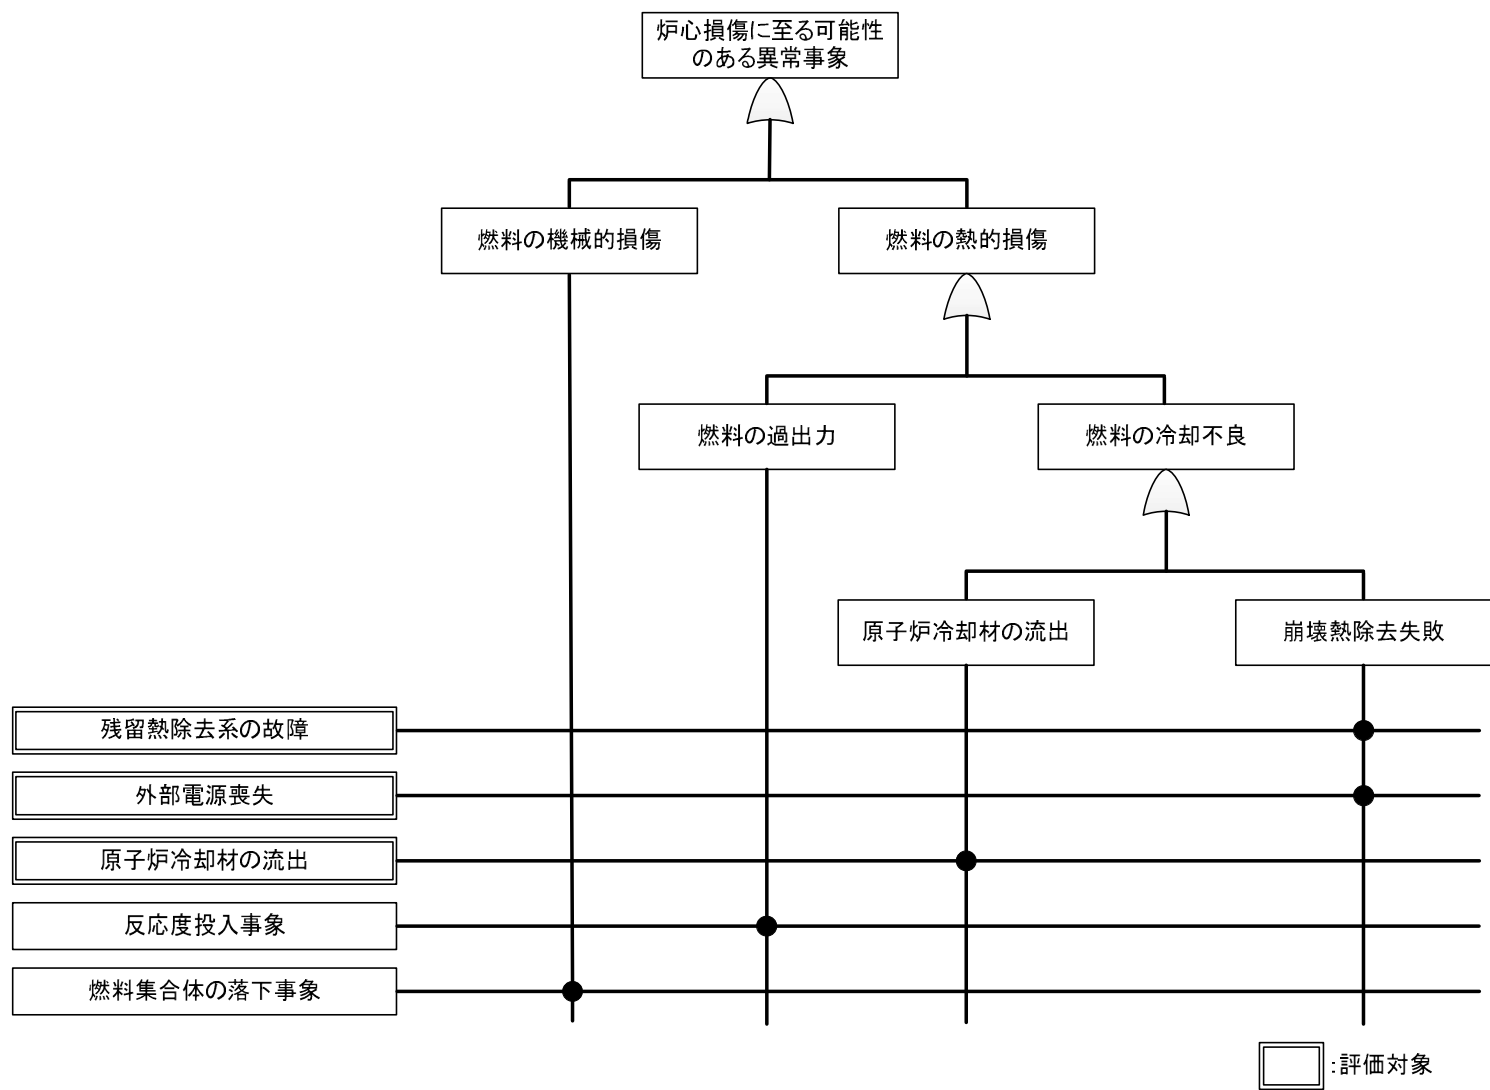 炉心損傷に至る可能性
のある異常事象
燃料の機械的損傷
燃料の熱的損傷
燃料の過出力
燃料の冷却不良
原子炉冷却材の流出
崩壊熱除去失敗
残留熱除去系の故障
外部電源喪失
原子炉冷却材の流出
反応度投入事象
燃料集合体の落下事象
:評価対象